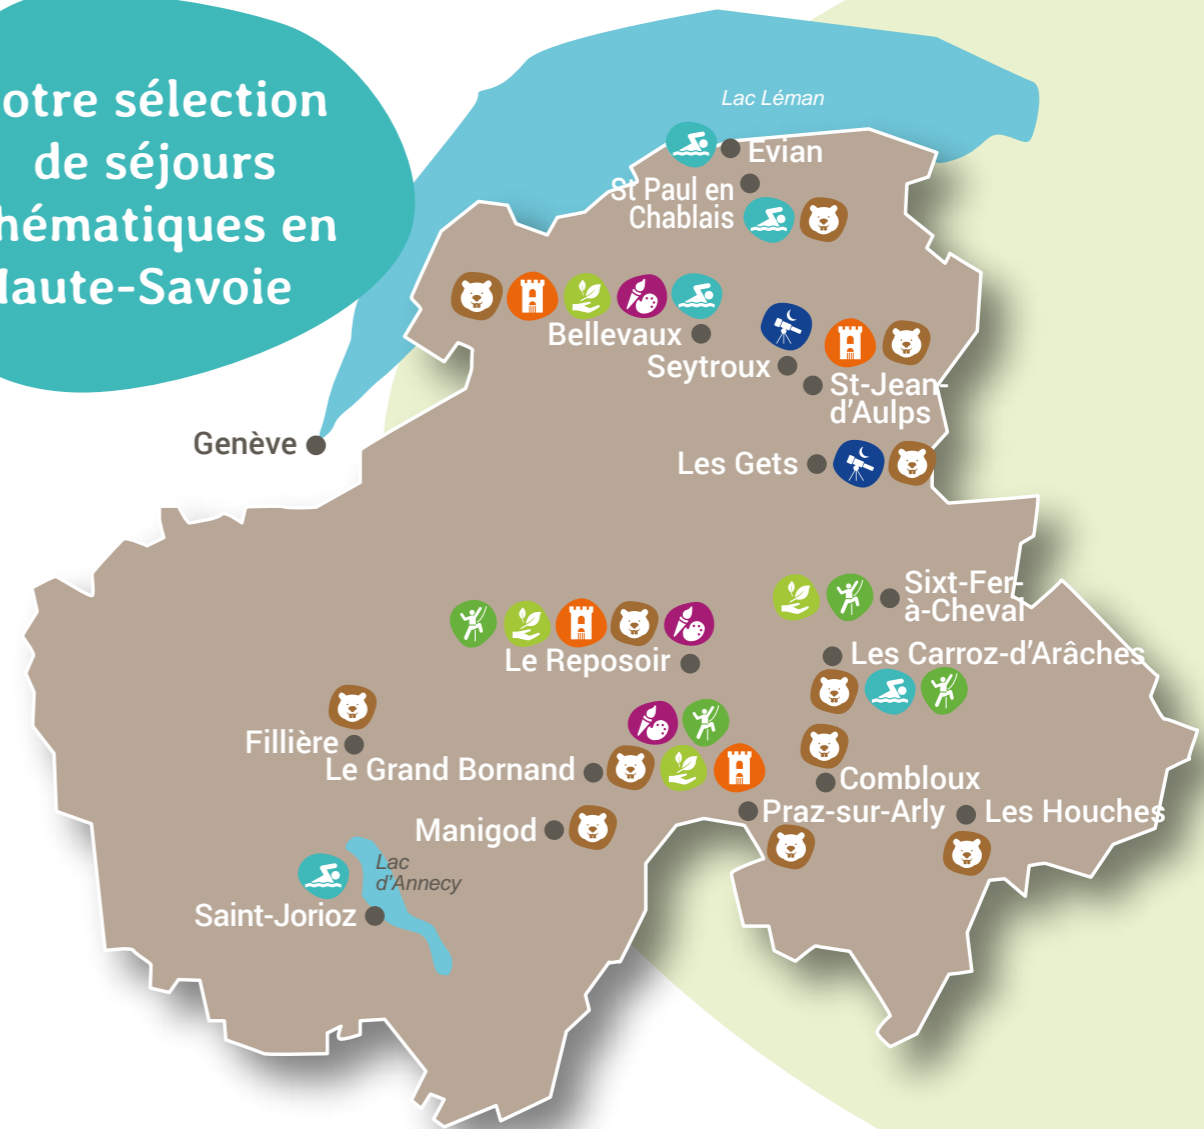 otre sélection
de séjours
hématiques en
Haute-Savoie
Lac Léman
Evian
St Paul en
Chablais
Bellevaux
Seytroux
St-Jean-
d'Aulps
Genève
Les Gets
Sixt-Fer-
à-Cheval
Le Reposoir
Les Carroz-d'Arâches
Fillière
Le Grand Bornand
Combloux
Praz-sur-Arly
Les Houches
Manigod
Lac
d'Annecy
Saint-Jorioz